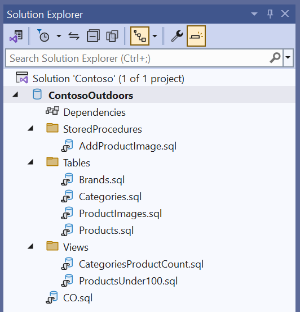 Solution Explorer
Search Solution Explorer (Ctrl+;)
Solution 'Contoso' (1 of 1 project)
ContosoOutdoors
Dependencies
StoredProcedures
AddProductImage.sql
Tables
Brands.sql
Categories.sql
ProductImages.sql
Products.sql
Views
CategoriesProductCount.sql
ProductsUnder100.sql
CO.sql